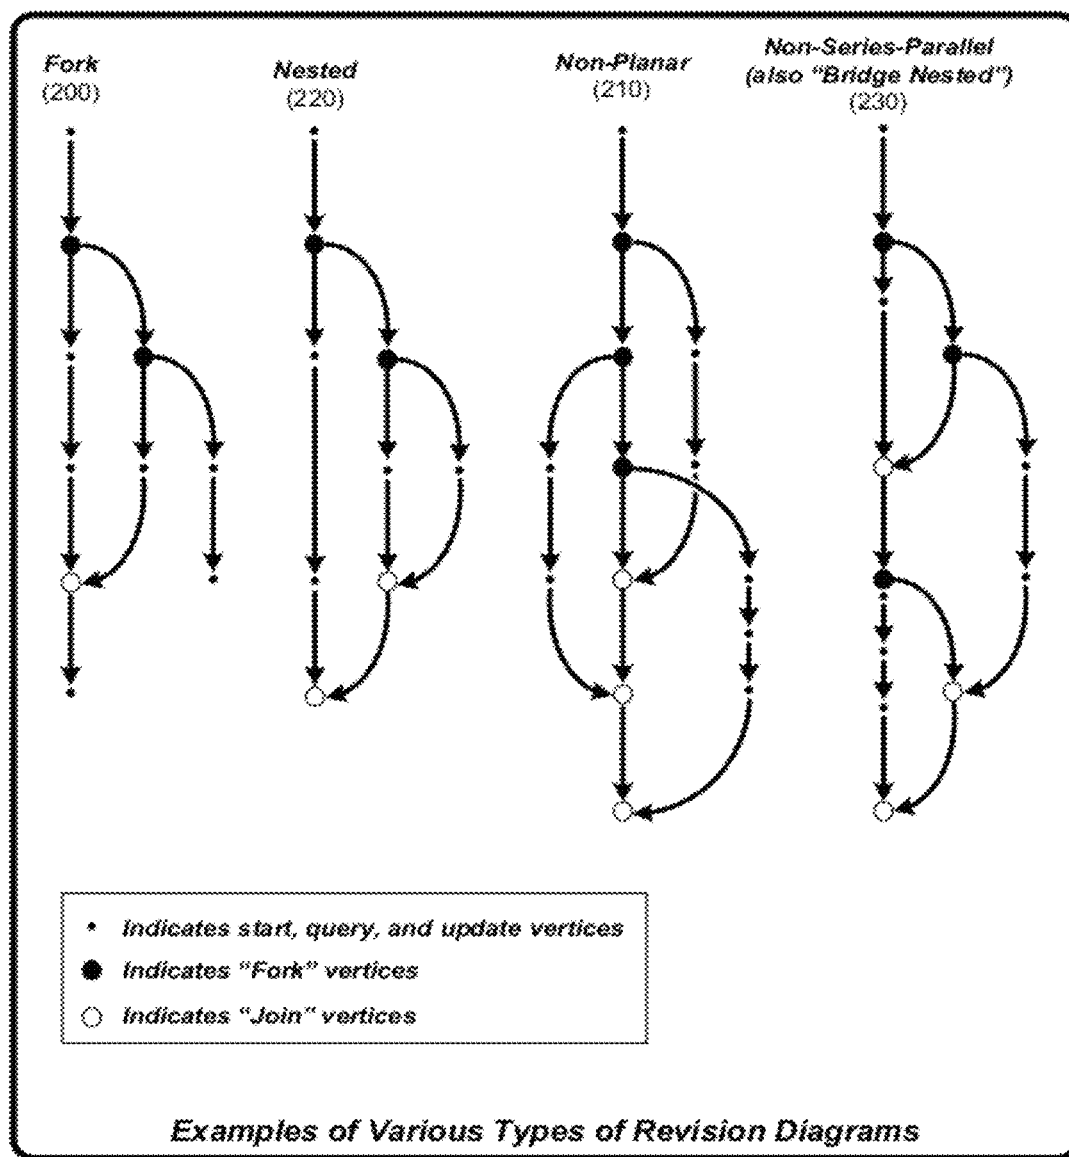 Fork
(200)
Nested
(220)
Non-Planar
(210)
Non-Series-Parallel
(also "Bridge Nested")
(230)
Indicates start, query, and update vertices
Indicates "Fork" vertices
Indicates "Join" vertices
Examples of Various Types of Revision Diagrams